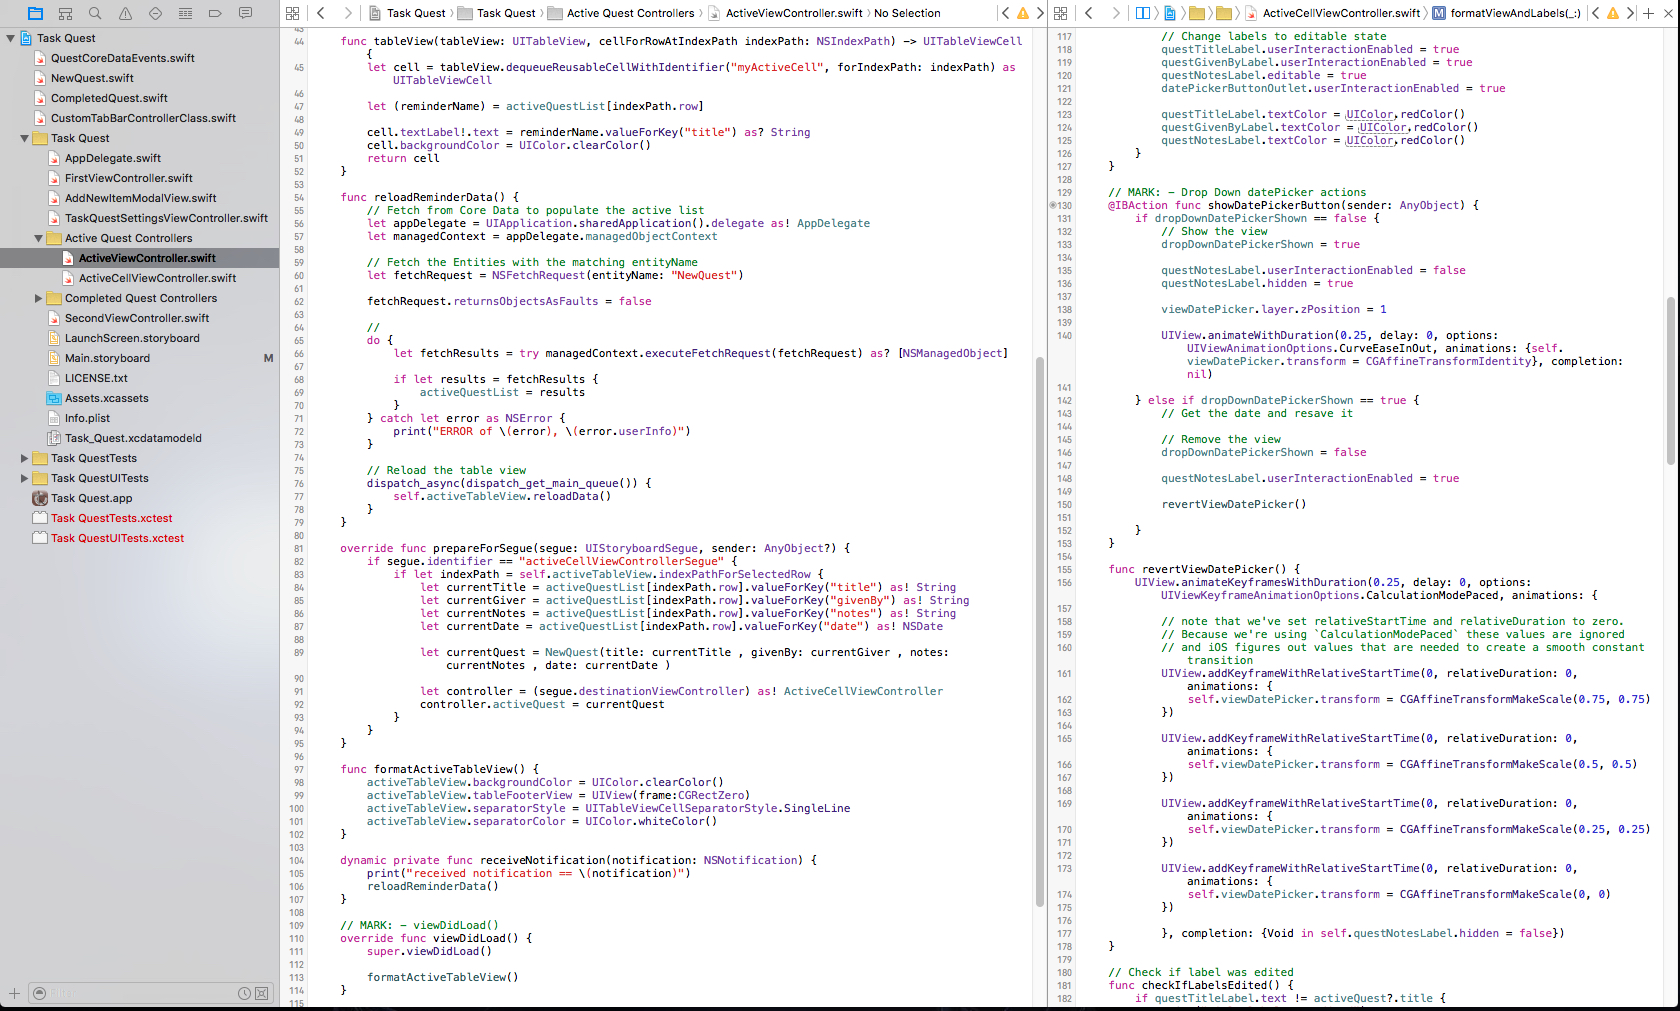 Task Quest
QuestCoreDataEvents.swift
NewQuest.swift
CompletedQuest.swift
CustomTabBarControllerClass.swift
Task Quest
AppDelegate.swift
FirstViewController.swift
AddNewItemModalView.swift
TaskQuestSettingsViewController.swift
Active Quest Controllers
ActiveViewController.swift
ActiveCellViewController.swift
Completed Quest Controllers
SecondViewController.swift
LaunchScreen.storyboard
Main.storyboard M
LICENSE.txt
Assets.xcassets
Info.plist
Task_Quest.xcdatamodeld
Task QuestTests
Task QuestUITests
Task Quest.app
Task QuestTests.xctest
Task QuestUITests.xctest
Task Quest Task Quest Active Quest Controllers ActiveViewController.swift No Selection
43
44 func tableView(tableView: UITableView, cellForRowAtIndexPath indexPath: NSIndexPath) -> UITableViewCell
{
45 let cell = tableView.dequeueReusableCellWithIdentifier("myActiveCell", forIndexPath: indexPath) as
UITableViewCell
46
47 let (reminderName) = activeQuestList[indexPath.row]
48
49 cell.textLabel!.text = reminderName.valueForKey("title") as? String
50 cell.backgroundColor = UIColor.clearColor()
51 return cell
52 }
53
54 func reloadReminderData() {
55 // Fetch from Core Data to populate the active list
56 let appDelegate = UIApplication.sharedApplication().delegate as! AppDelegate
57 let managedContext = appDelegate.managedObjectContext
58
59 // Fetch the Entities with the matching entityName
60 let fetchRequest = NSFetchRequest(entityName: "NewQuest")
61
62 fetchRequest.returnsObjectsAsFaults = false
63
64 //
65 do {
66 let fetchResults = try managedContext.executeFetchRequest(fetchRequest) as? [NSManagedObject]
67
68 if let results = fetchResults {
69 activeQuestList = results
70 }
71 } catch let error as NSError {
72 print("ERROR of \(error), \(error.userInfo)")
73 }
74
75 // Reload the table view
76 dispatch_async(dispatch_get_main_queue()) {
77 self.activeTableView.reloadData()
78 }
79 }
80
81 override func prepareForSegue(segue: UIStoryboardSegue, sender: AnyObject?) {
82 if segue.identifier == "activeCellViewControllerSegue" {
83 if let indexPath = self.activeTableView.indexPathForSelectedRow {
84 let currentTitle = activeQuestList[indexPath.row].valueForKey("title") as! String
85 let currentGiver = activeQuestList[indexPath.row].valueForKey("givenBy") as! String
86 let currentNotes = activeQuestList[indexPath.row].valueForKey("notes") as! String
87 let currentDate = activeQuestList[indexPath.row].valueForKey("date") as! NSDate
88
89 let currentQuest = NewQuest(title: currentTitle , givenBy: currentGiver , notes:
currentNotes , date: currentDate )
90
91 let controller = (segue.destinationViewController) as! ActiveCellViewController
92 controller.activeQuest = currentQuest
93 }
94 }
95 }
96
97 func formatActiveTableView() {
98 activeTableView.backgroundColor = UIColor.clearColor()
99 activeTableView.tableFooterView = UIView(frame:CGRectZero)
100 activeTableView.separatorStyle = UITableViewCellSeparatorStyle.SingleLine
101 activeTableView.separatorColor = UIColor.whiteColor()
102 }
103
104 dynamic private func receiveNotification(notification: NSNotification) {
105 print("received notification == \(notification)")
106 reloadReminderData()
107 }
108
109 // MARK: - viewDidLoad()
110 override func viewDidLoad() {
111 super.viewDidLoad()
112
113 formatActiveTableView()
114 }
115
ActiveCellViewController.swift M formatViewAndLabels(_:)
117 // Change labels to editable state
118 questTitleLabel.userInteractionEnabled = true
119 questGivenByLabel.userInteractionEnabled = true
120 questNotesLabel.editable = true
121 datePickerButtonOutlet.userInteractionEnabled = true
122
123 questTitleLabel.textColor = UIColor.redColor()
124 questGivenByLabel.textColor = UIColor.redColor()
125 questNotesLabel.textColor = UIColor.redColor()
126 }
127 }
128
129 // MARK: - Drop Down datePicker actions
130 @IBAction func showDatePickerButton(sender: AnyObject) {
131 if dropDownDatePickerShown == false {
132 // Show the view
133 dropDownDatePickerShown = true
134
135 questNotesLabel.userInteractionEnabled = false
136 questNotesLabel.hidden = true
137
138 viewDatePicker.layer.zPosition = 1
139
140 UIView.animateWithDuration(0.25, delay: 0, options:
UIViewAnimationOptions.CurveEaseInOut, animations: {self.
viewDatePicker.transform = CGAffineTransformIdentity}, completion:
nil)
141
142 } else if dropDownDatePickerShown == true {
143 // Get the date and resave it
144
145 // Remove the view
146 dropDownDatePickerShown = false
147
148 questNotesLabel.userInteractionEnabled = true
149
150 revertViewDatePicker()
151
152 }
153 }
154
155 func revertViewDatePicker() {
156 UIView.animateKeyframesWithDuration(0.25, delay: 0, options:
UIViewKeyframeAnimationOptions.CalculationModePaced, animations: {
157
158 // note that we've set relativeStartTime and relativeDuration to zero.
159 // Because we're using `CalculationModePaced` these values are ignored
160 // and iOS figures out values that are needed to create a smooth constant
transition
161 UIView.addKeyframeWithRelativeStartTime(0, relativeDuration: 0,
animations: {
162 self.viewDatePicker.transform = CGAffineTransformMakeScale(0.75, 0.75)
163 })
164
165 UIView.addKeyframeWithRelativeStartTime(0, relativeDuration: 0,
animations: {
166 self.viewDatePicker.transform = CGAffineTransformMakeScale(0.5, 0.5)
167 })
168
169 UIView.addKeyframeWithRelativeStartTime(0, relativeDuration: 0,
animations: {
170 self.viewDatePicker.transform = CGAffineTransformMakeScale(0.25, 0.25)
171 })
172
173 UIView.addKeyframeWithRelativeStartTime(0, relativeDuration: 0,
animations: {
174 self.viewDatePicker.transform = CGAffineTransformMakeScale(0, 0)
175 })
176
177 }, completion: {Void in self.questNotesLabel.hidden = false})
178 }
179
180 // Check if label was edited
181 func checkIfLabelsEdited() {
182 if questTitleLabel.text != activeQuest?.title {